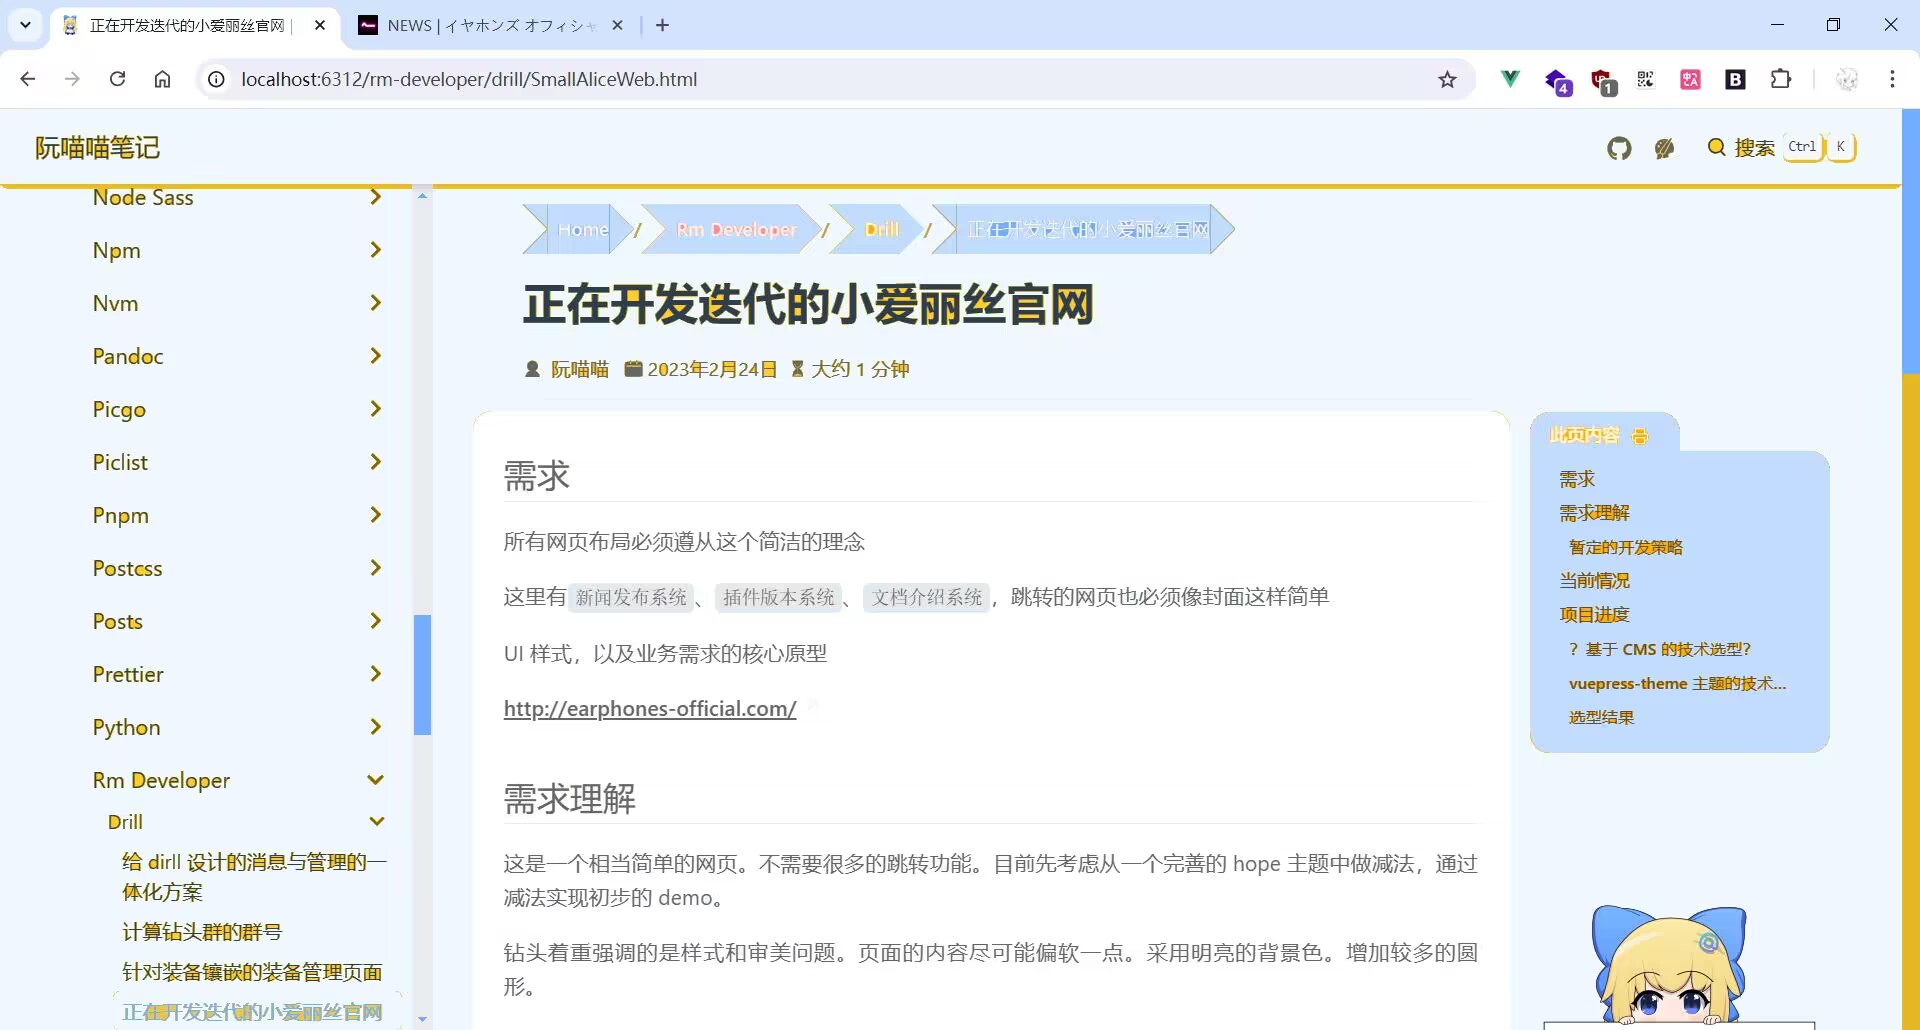 正在开发迭代的小爱丽丝官网 |
NEWS | イヤホンズ オフィシャ
localhost:6312/rm-developer/drill/SmallAliceWeb.html
4
1
B
阮喵喵笔记
搜索 Ctrl K
Node Sass
Npm
Nvm
Pandoc
Picgo
Piclist
Pnpm
Postcss
Posts
Prettier
Python
Rm Developer
Drill
给 dirll 设计的消息与管理的一
体化方案
计算钻头群的群号
针对装备镶嵌的装备管理页面
正在开发迭代的小爱丽丝官网
Home / Rm Developer / Drill / 正在开发迭代的小爱丽丝官网
正在开发迭代的小爱丽丝官网
阮喵喵 2023年2月24日 大约 1 分钟
需求
所有网页布局必须遵从这个简洁的理念
这里有 新闻发布系统、 插件版本系统、 文档介绍系统，跳转的网页也必须像封面这样简单
UI 样式，以及业务需求的核心原型
http://earphones-official.com/
需求理解
这是一个相当简单的网页。不需要很多的跳转功能。目前先考虑从一个完善的 hope 主题中做减法，通过
减法实现初步的 demo。
钻头着重强调的是样式和审美问题。页面的内容尽可能偏软一点。采用明亮的背景色。增加较多的圆
形。
此页内容
需求
需求理解
暂定的开发策略
当前情况
项目进度
？基于 CMS 的技术选型?
vuepress-theme 主题的技术...
选型结果